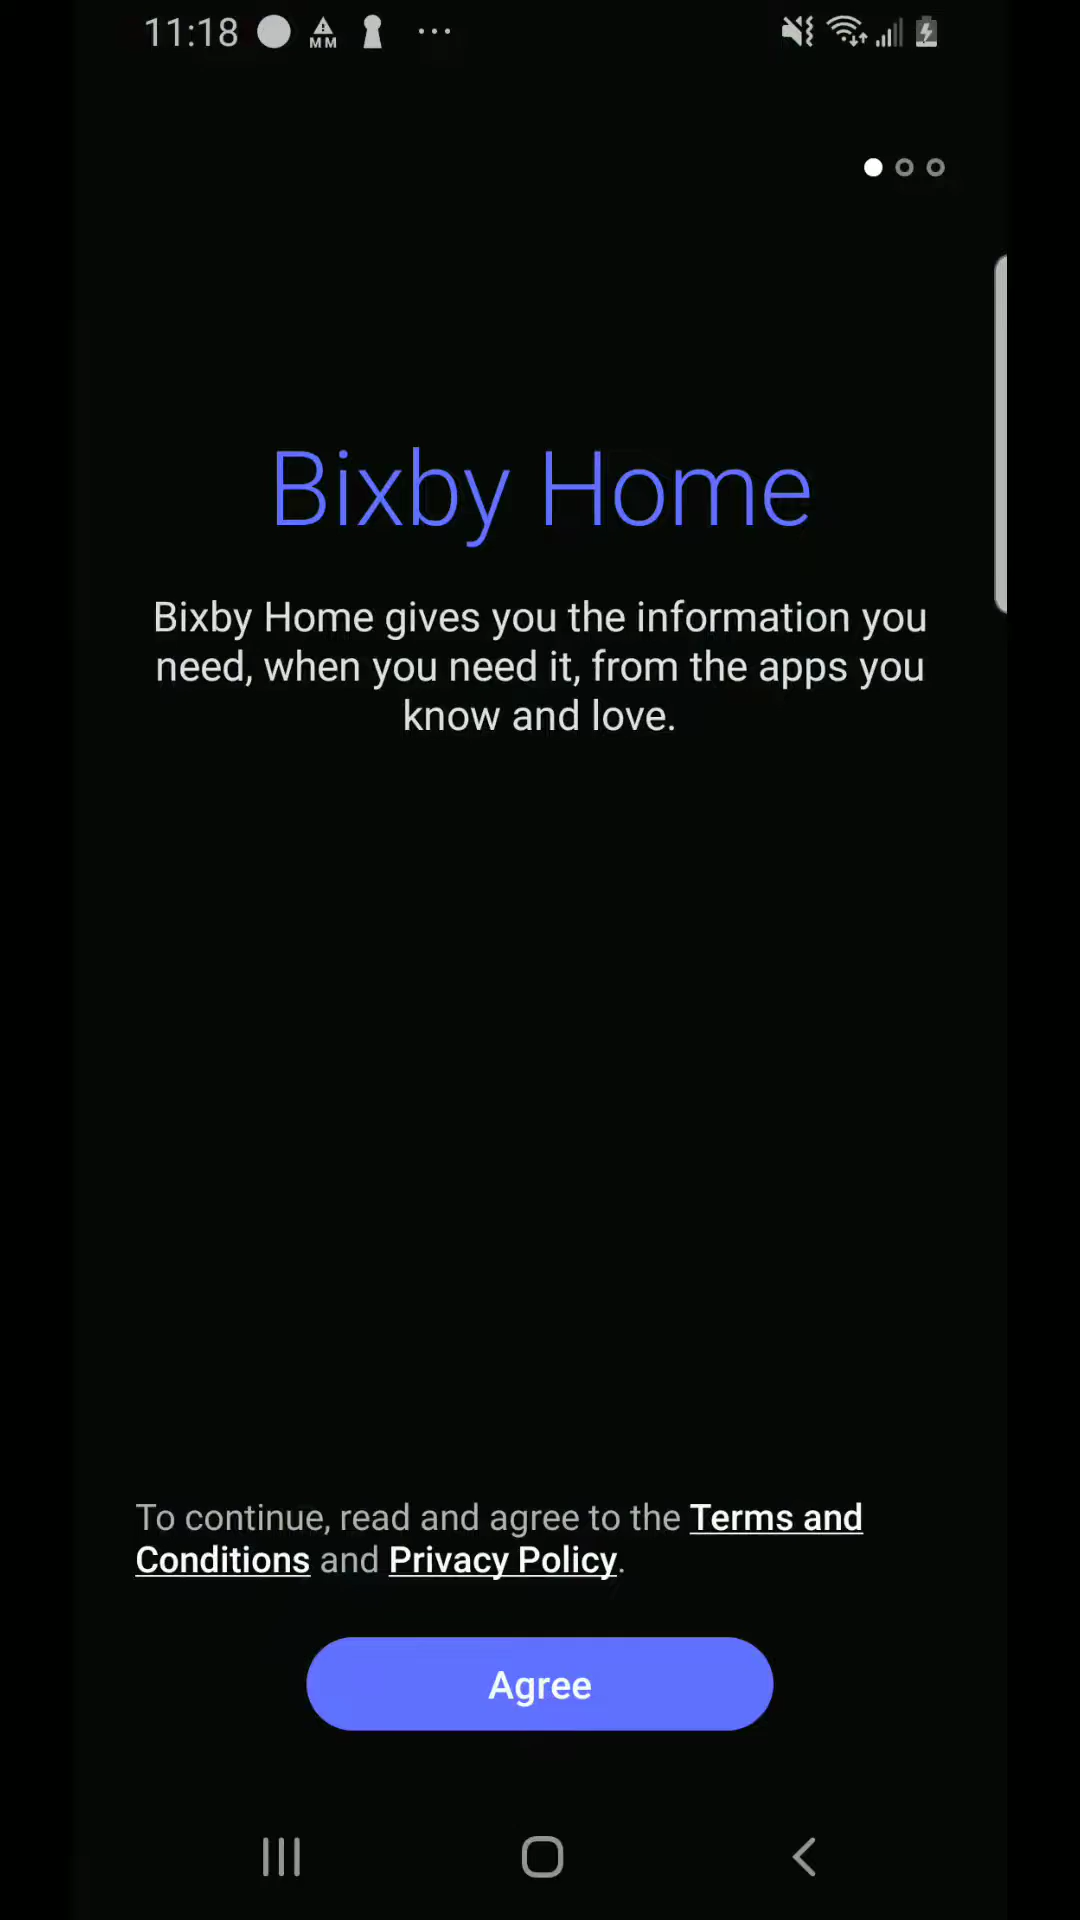 11:18
MM
Bixby Home
Bixby Home gives you the information you
need, when you need it, from the apps you
know and love.
To continue, read and agree to the Terms and
Conditions and Privacy Policy.
Agree